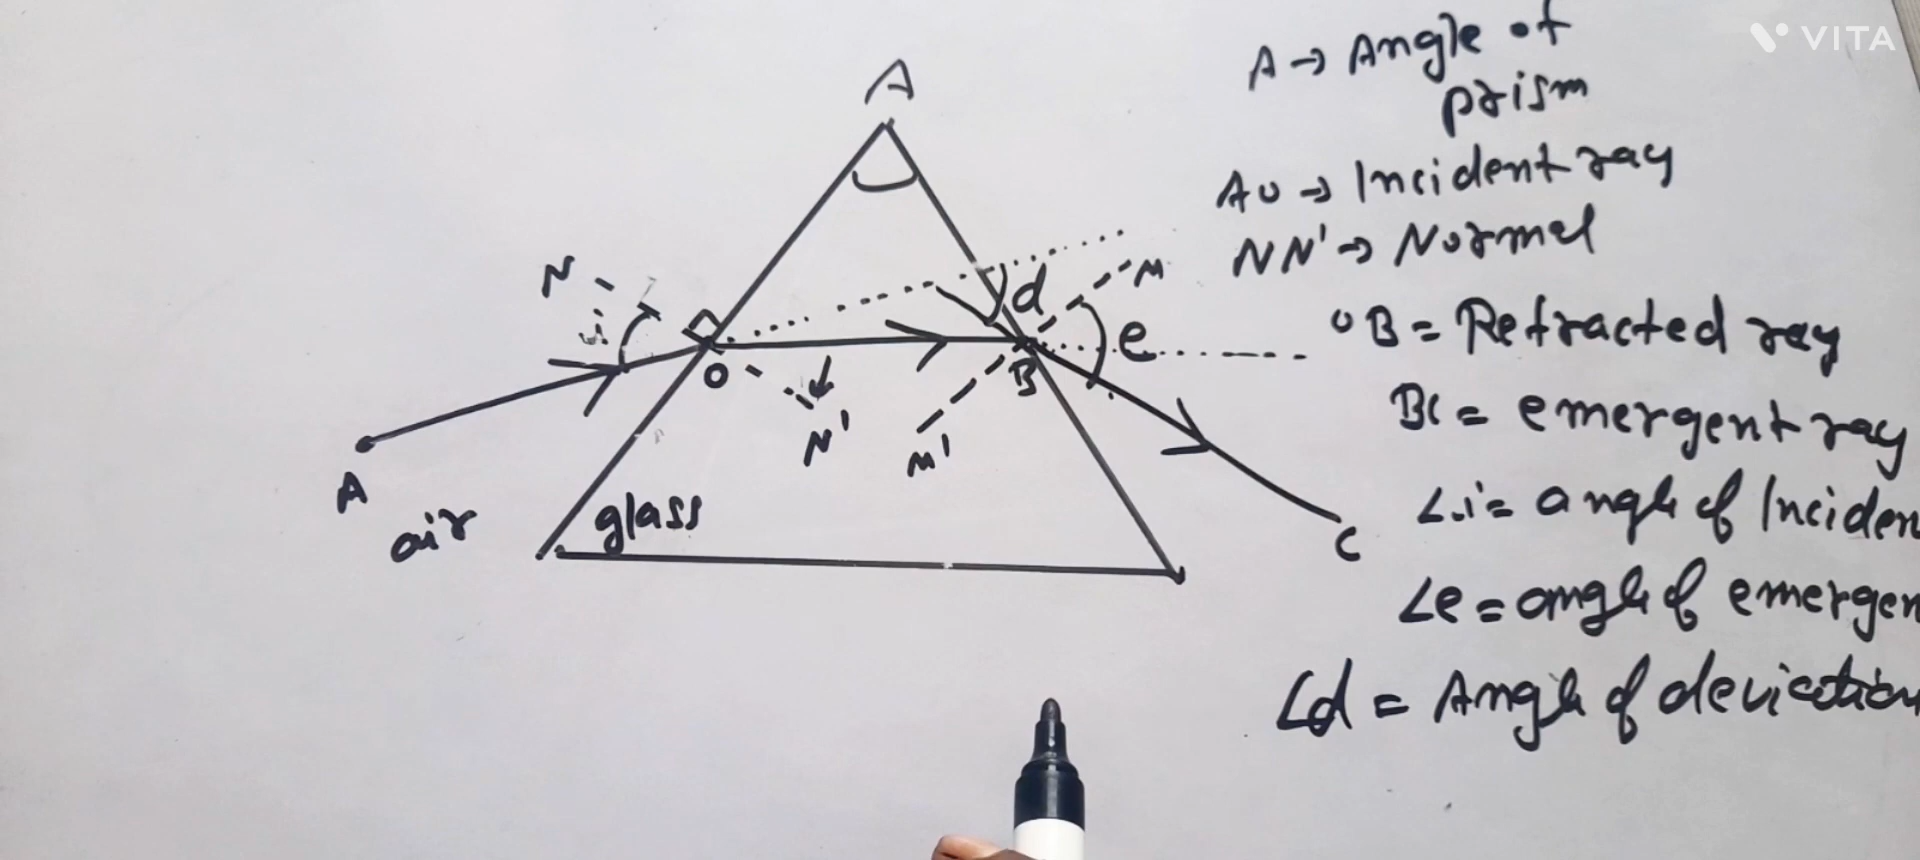 VITA
A → Angle of
prism
AO → Incident ray
NN' → Normal
OB = Refracted ray
BC = emergent ray
∠i = angle of Inciden
∠e = angle of emergen
∠d = Angle of deviation
A
N
i
O
N'
d
M
e
B
M'
A
air
glass
C